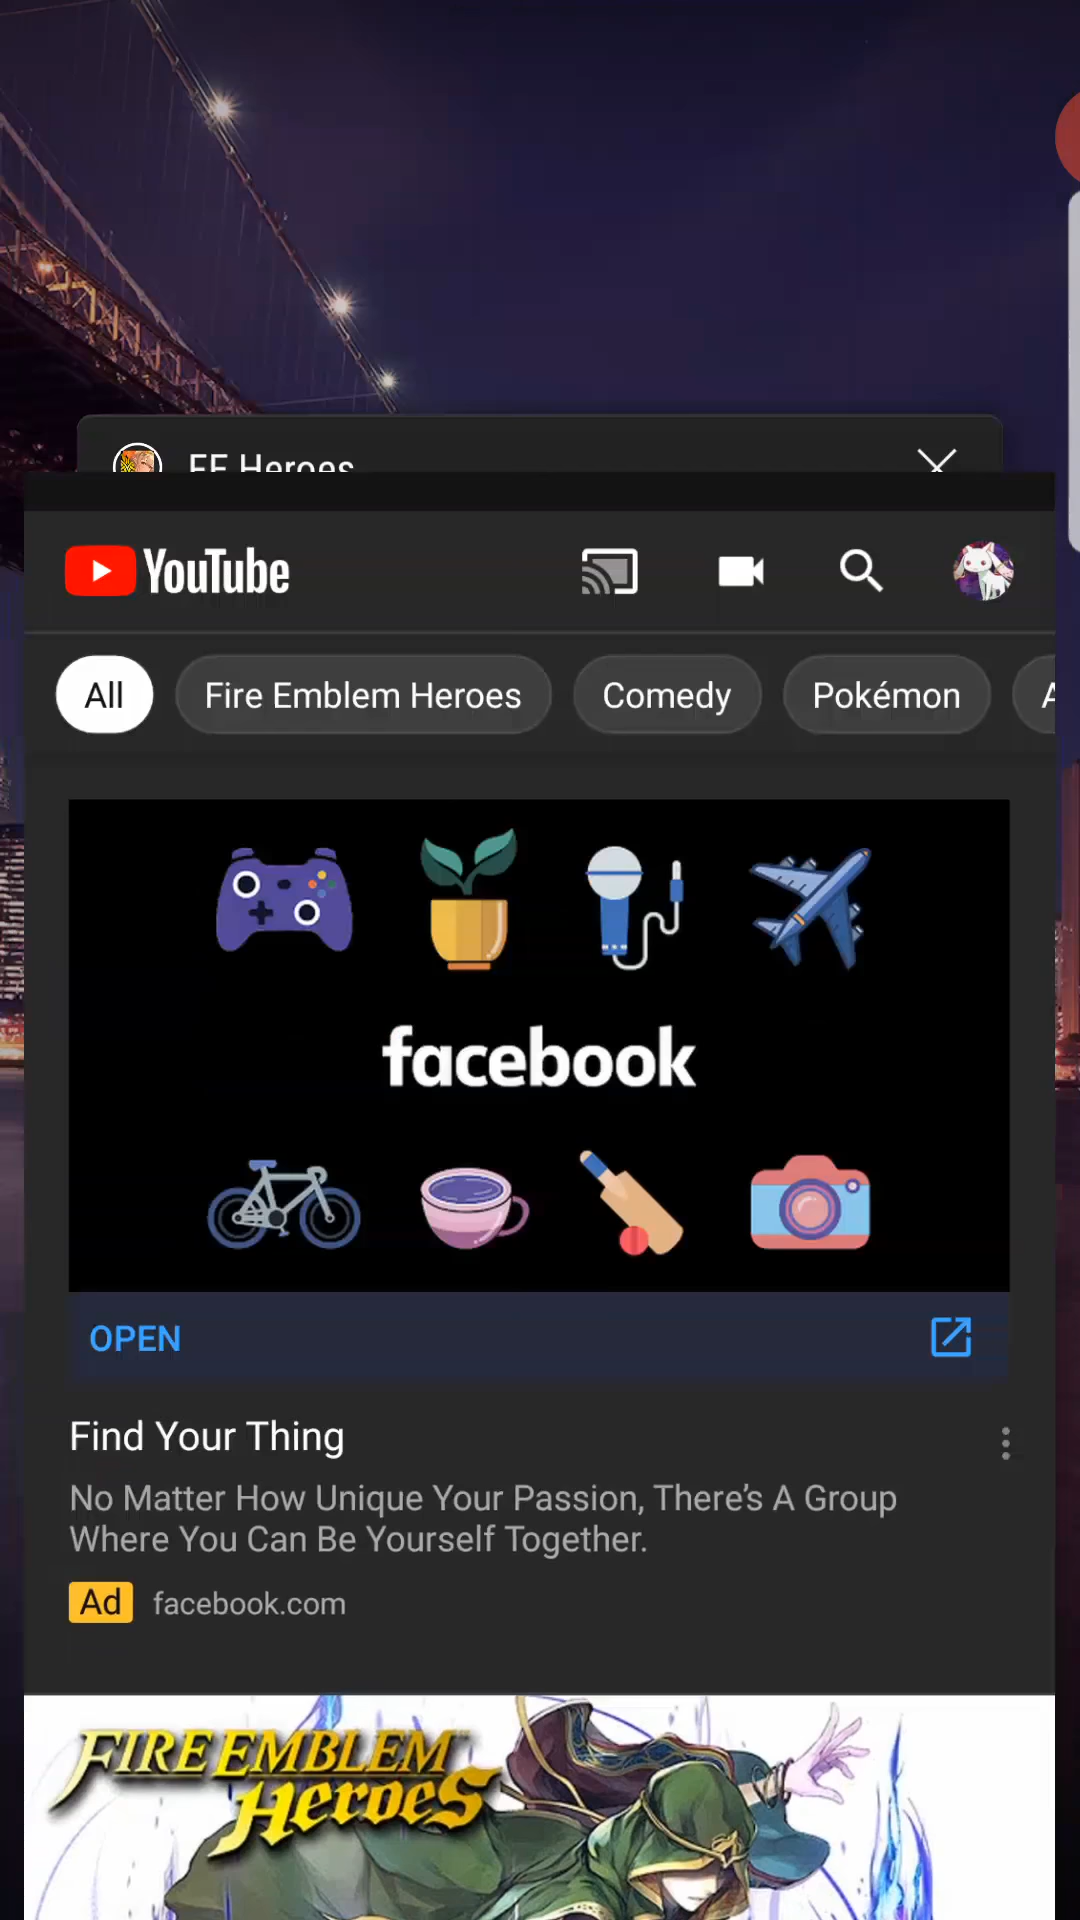 FE Heroes
YouTube
All
Fire Emblem Heroes
Comedy
Pokémon
facebook
OPEN
Find Your Thing
No Matter How Unique Your Passion, There's A Group
Where You Can Be Yourself Together.
Ad facebook.com
FIRE EMBLEM
Heroes